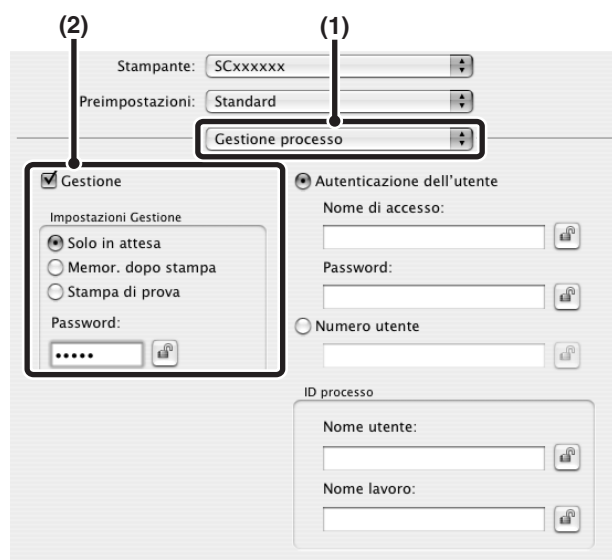 (2) (1)
Stampante: SCxxxxxx
Preimpostazioni: Standard
Gestione processo
Gestione
Impostazioni Gestione
Solo in attesa
Memor. dopo stampa
Stampa di prova
Password:
•••••
Autenticazione dell'utente
Nome di accesso:
Password:
Numero utente
ID processo
Nome utente:
Nome lavoro: